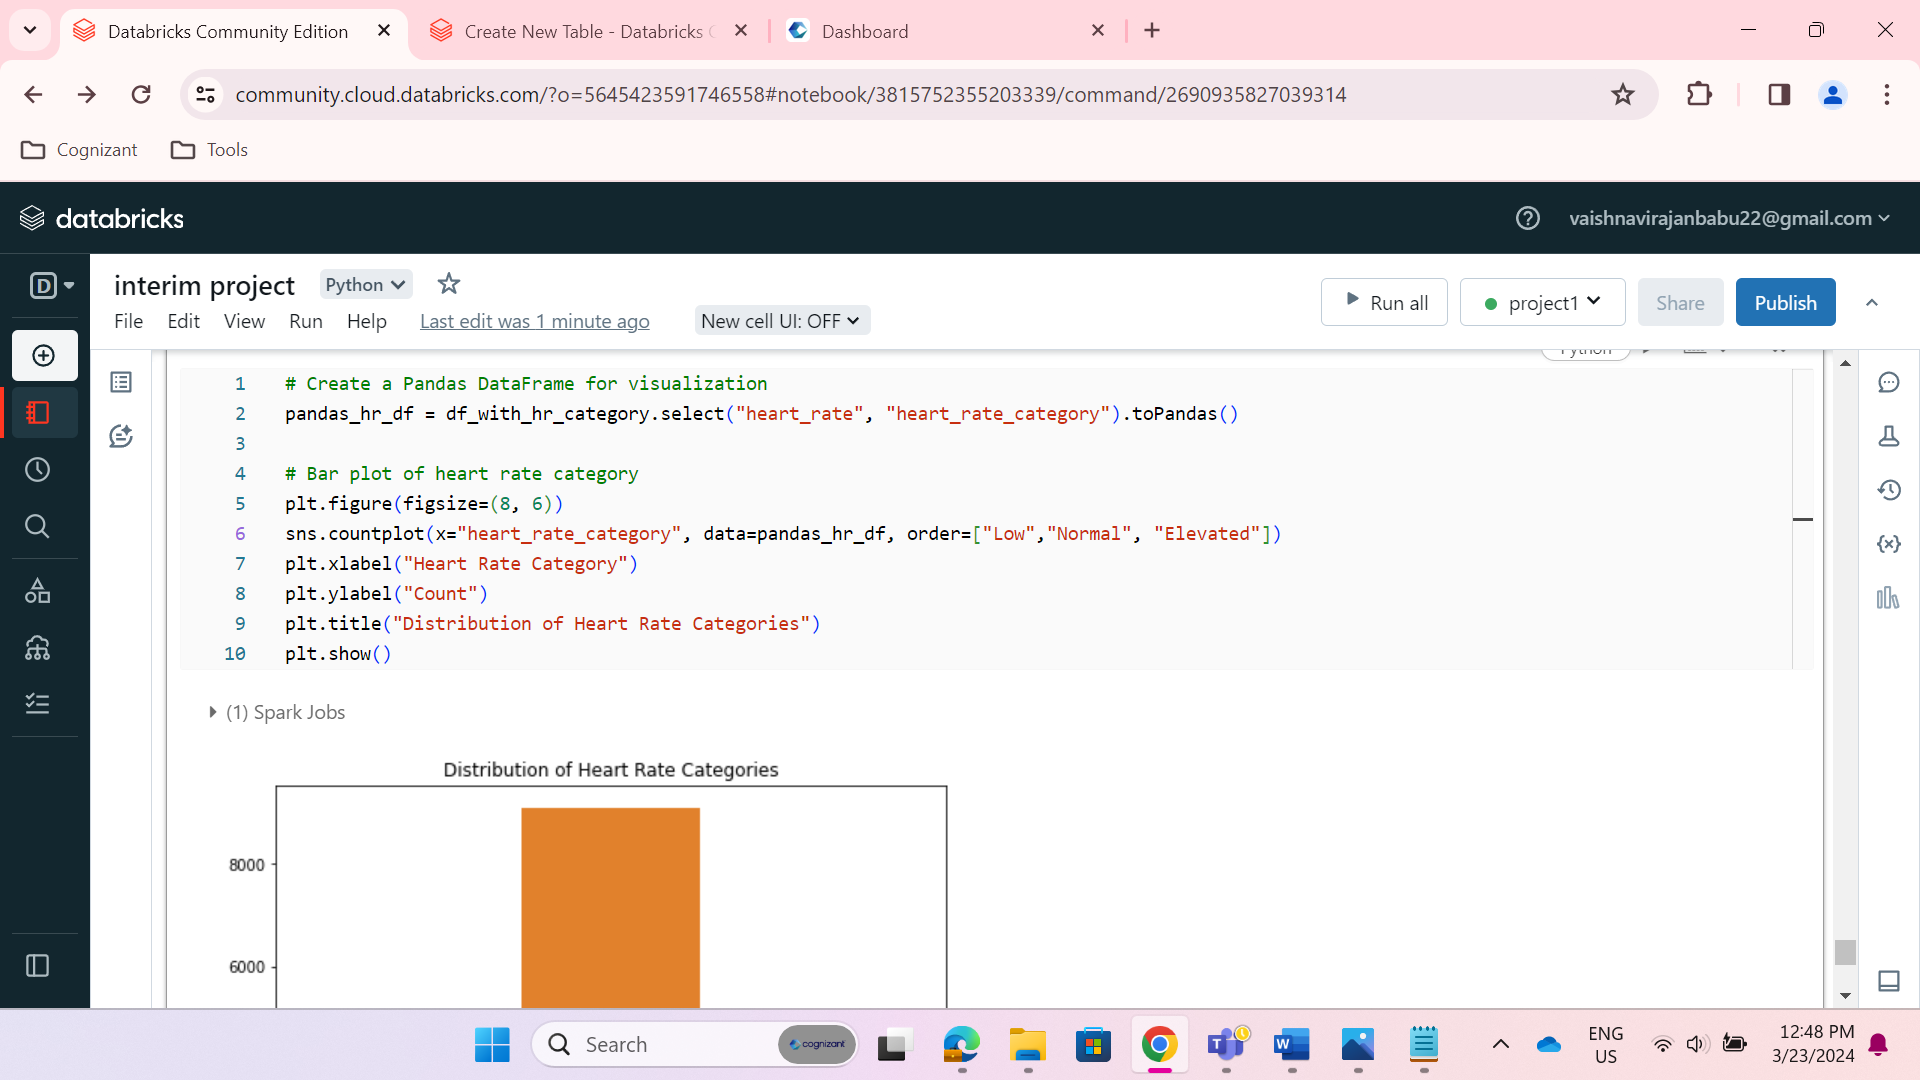 Databricks Community Edition
Create New Table - Databricks
Dashboard
community.cloud.databricks.com/?o=5645423591746558#notebook/3815752355203339/command/2690935827039314
Cognizant
Tools
databricks
vaishnavirajanbabu22@gmail.com
D
interim project
Python
Run all
project1
Share
Publish
File Edit View Run Help
Last edit was 1 minute ago
New cell UI: OFF
Python
1 # Create a Pandas DataFrame for visualization
2 pandas_hr_df = df_with_hr_category.select("heart_rate", "heart_rate_category").toPandas()
3
4 # Bar plot of heart rate category
5 plt.figure(figsize=(8, 6))
6 sns.countplot(x="heart_rate_category", data=pandas_hr_df, order=["Low","Normal", "Elevated"])
7 plt.xlabel("Heart Rate Category")
8 plt.ylabel("Count")
9 plt.title("Distribution of Heart Rate Categories")
10 plt.show()
(1) Spark Jobs
Distribution of Heart Rate Categories
8000
6000
Search
cognizant
ENG
US
12:48 PM
3/23/2024